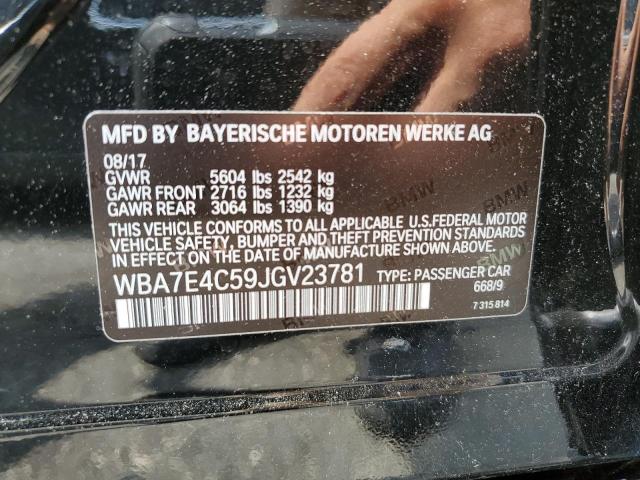 MFD BY BAYERISCHE MOTOREN WERKE AG
08/17
GVWR 5604 lbs 2542 kg
GAWR FRONT 2716 lbs 1232 kg
GAWR REAR 3064 lbs 1390 kg
THIS VEHICLE CONFORMS TO ALL APPLICABLE U.S.FEDERAL MOTOR
VEHICLE SAFETY, BUMPER AND THEFT PREVENTION STANDARDS
IN EFFECT ON THE DATE OF MANUFACTURE SHOWN ABOVE.
WBA7E4C59JGV23781 TYPE: PASSENGER CAR
668/9
7 315 814
BMW
BMW
BMW